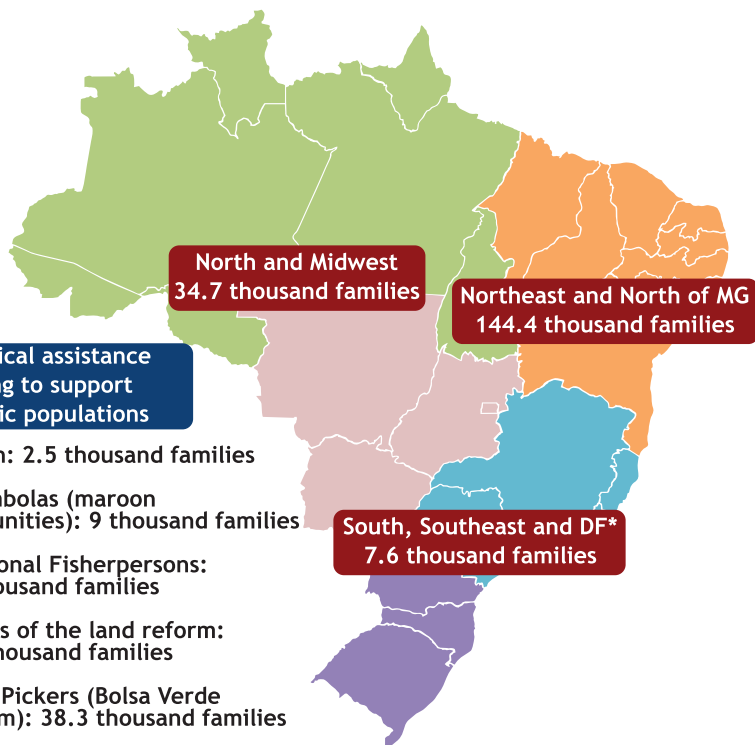 North and Midwest
34.7 thousand families
Northeast and North of MG
144.4 thousand families
ical assistance
g to support
ic populations
n: 2.5 thousand families
bolas (maroon
unities): 9 thousand families
South, Southeast and DF*
7.6 thousand families
onal Fisherpersons:
ousand families
s of the land reform:
housand families
Pickers (Bolsa Verde
m): 38.3 thousand families